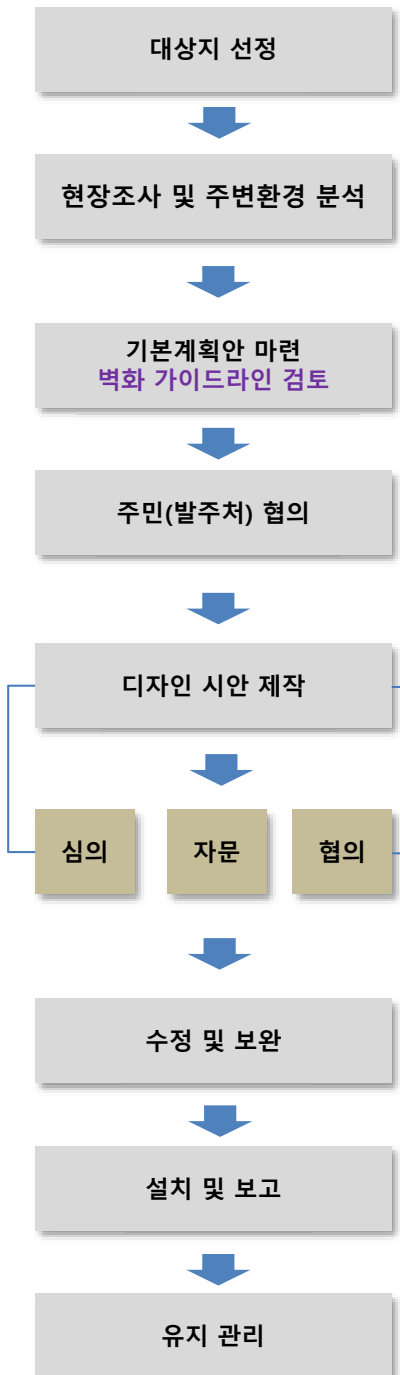 대상지 선정
현장조사 및 주변환경 분석
기본계획안 마련
벽화 가이드라인 검토
주민(발주처) 협의
디자인 시안 제작
심의 자문 협의
수정 및 보완
설치 및 보고
유지 관리